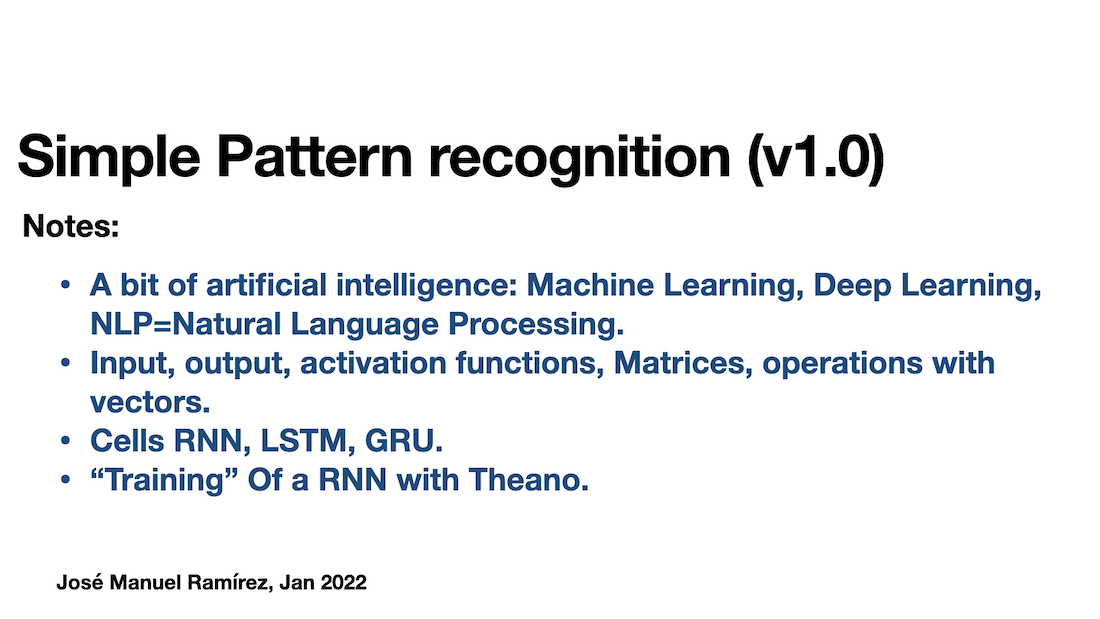 Simple Pattern recognition (v1.0)
Notes:
• A bit of artificial intelligence: Machine Learning, Deep Learning,
NLP=Natural Language Processing.
• Input, output, activation functions, Matrices, operations with
vectors.
• Cells RNN, LSTM, GRU.
• “Training” Of a RNN with Theano.
José Manuel Ramírez, Jan 2022